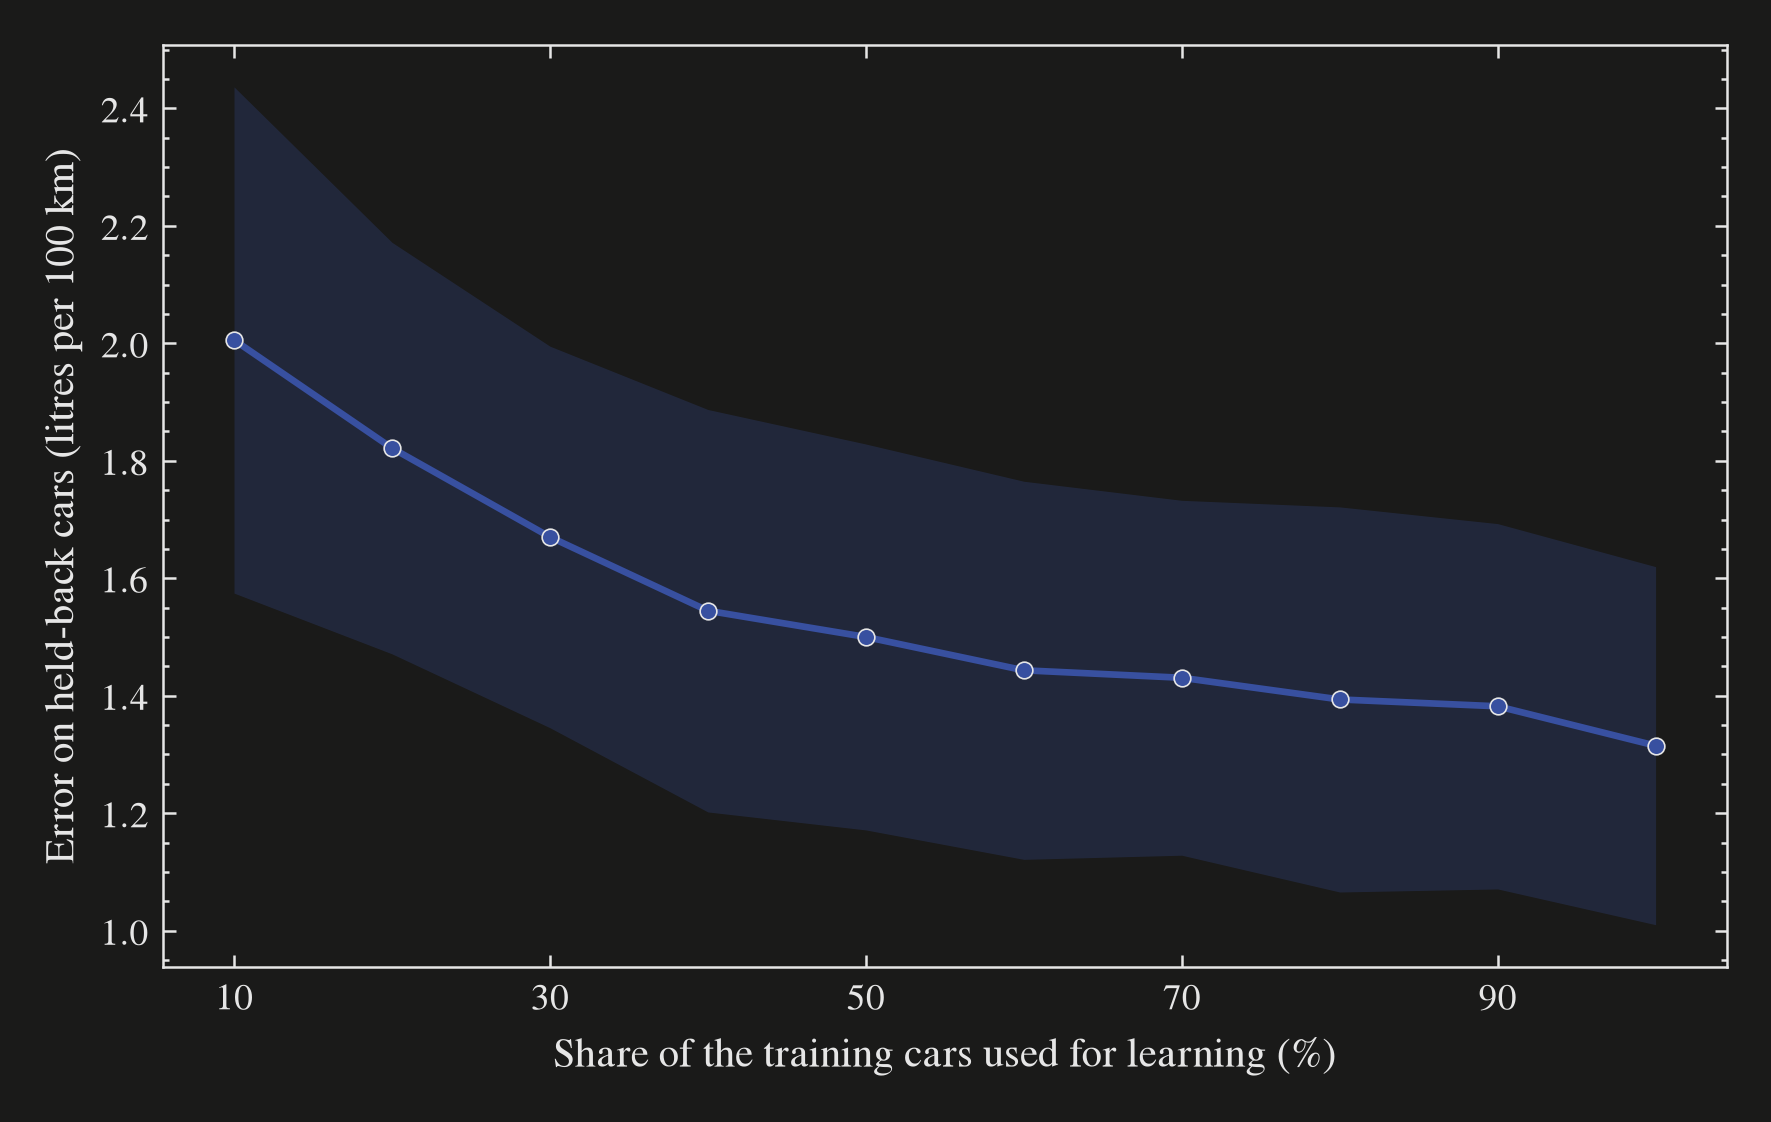 Error on held-back cars (litres per 100 km)
2.4
2.2
2.0
1.8
1.6
1.4
1.2
1.0
10 30 50 70 90
Share of the training cars used for learning (%)